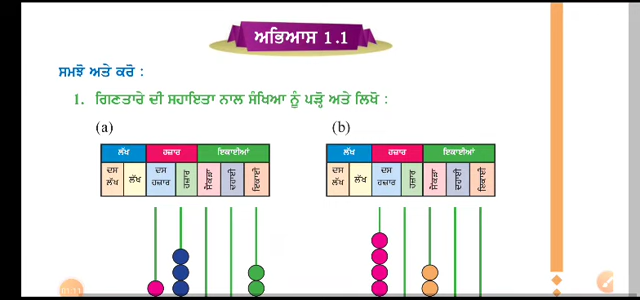 ਅਭਿਆਸ 1.1
ਸਮਝੋ ਅਤੇ ਕਰੋ :
1. ਗਿਣਤਾਰੇ ਦੀ ਸਹਾਇਤਾ ਨਾਲ ਸੰਖਿਆ ਨੂੰ ਪੜ੍ਹੋ ਅਤੇ ਲਿਖੋ :
(a) (b)
ਲੱਖ ਹਜ਼ਾਰ ਇਕਾਈਆਂ ਲੱਖ ਹਜ਼ਾਰ ਇਕਾਈਆਂ
ਦਸ ਲੱਖ ਲੱਖ ਦਸ ਹਜ਼ਾਰ ਹਜ਼ਾਰ ਸੈਂਕੜਾ ਦਹਾਈ ਇਕਾਈ ਦਸ ਲੱਖ ਲੱਖ ਦਸ ਹਜ਼ਾਰ ਹਜ਼ਾਰ ਸੈਂਕੜਾ ਦਹਾਈ ਇਕਾਈ